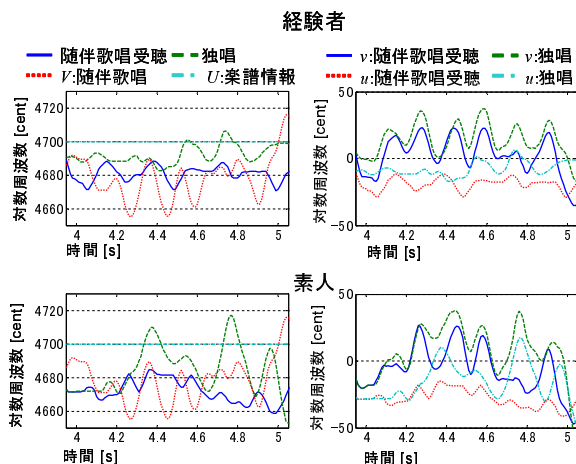 経験者
随伴歌唱受聴 独唱
V:随伴歌唱 U:楽譜情報
v:随伴歌唱受聴 v:独唱
u:随伴歌唱受聴 u:独唱
対数周波数 [cent]
4720
4700
4680
4660
4 4.2 4.4 4.6 4.8 5
時間 [s]
対数周波数 [cent]
50
0
−50
4 4.2 4.4 4.6 4.8 5
時間 [s]
素人
対数周波数 [cent]
4720
4700
4680
4660
4 4.2 4.4 4.6 4.8 5
時間 [s]
対数周波数 [cent]
50
0
−50
4 4.2 4.4 4.6 4.8 5
時間 [s]